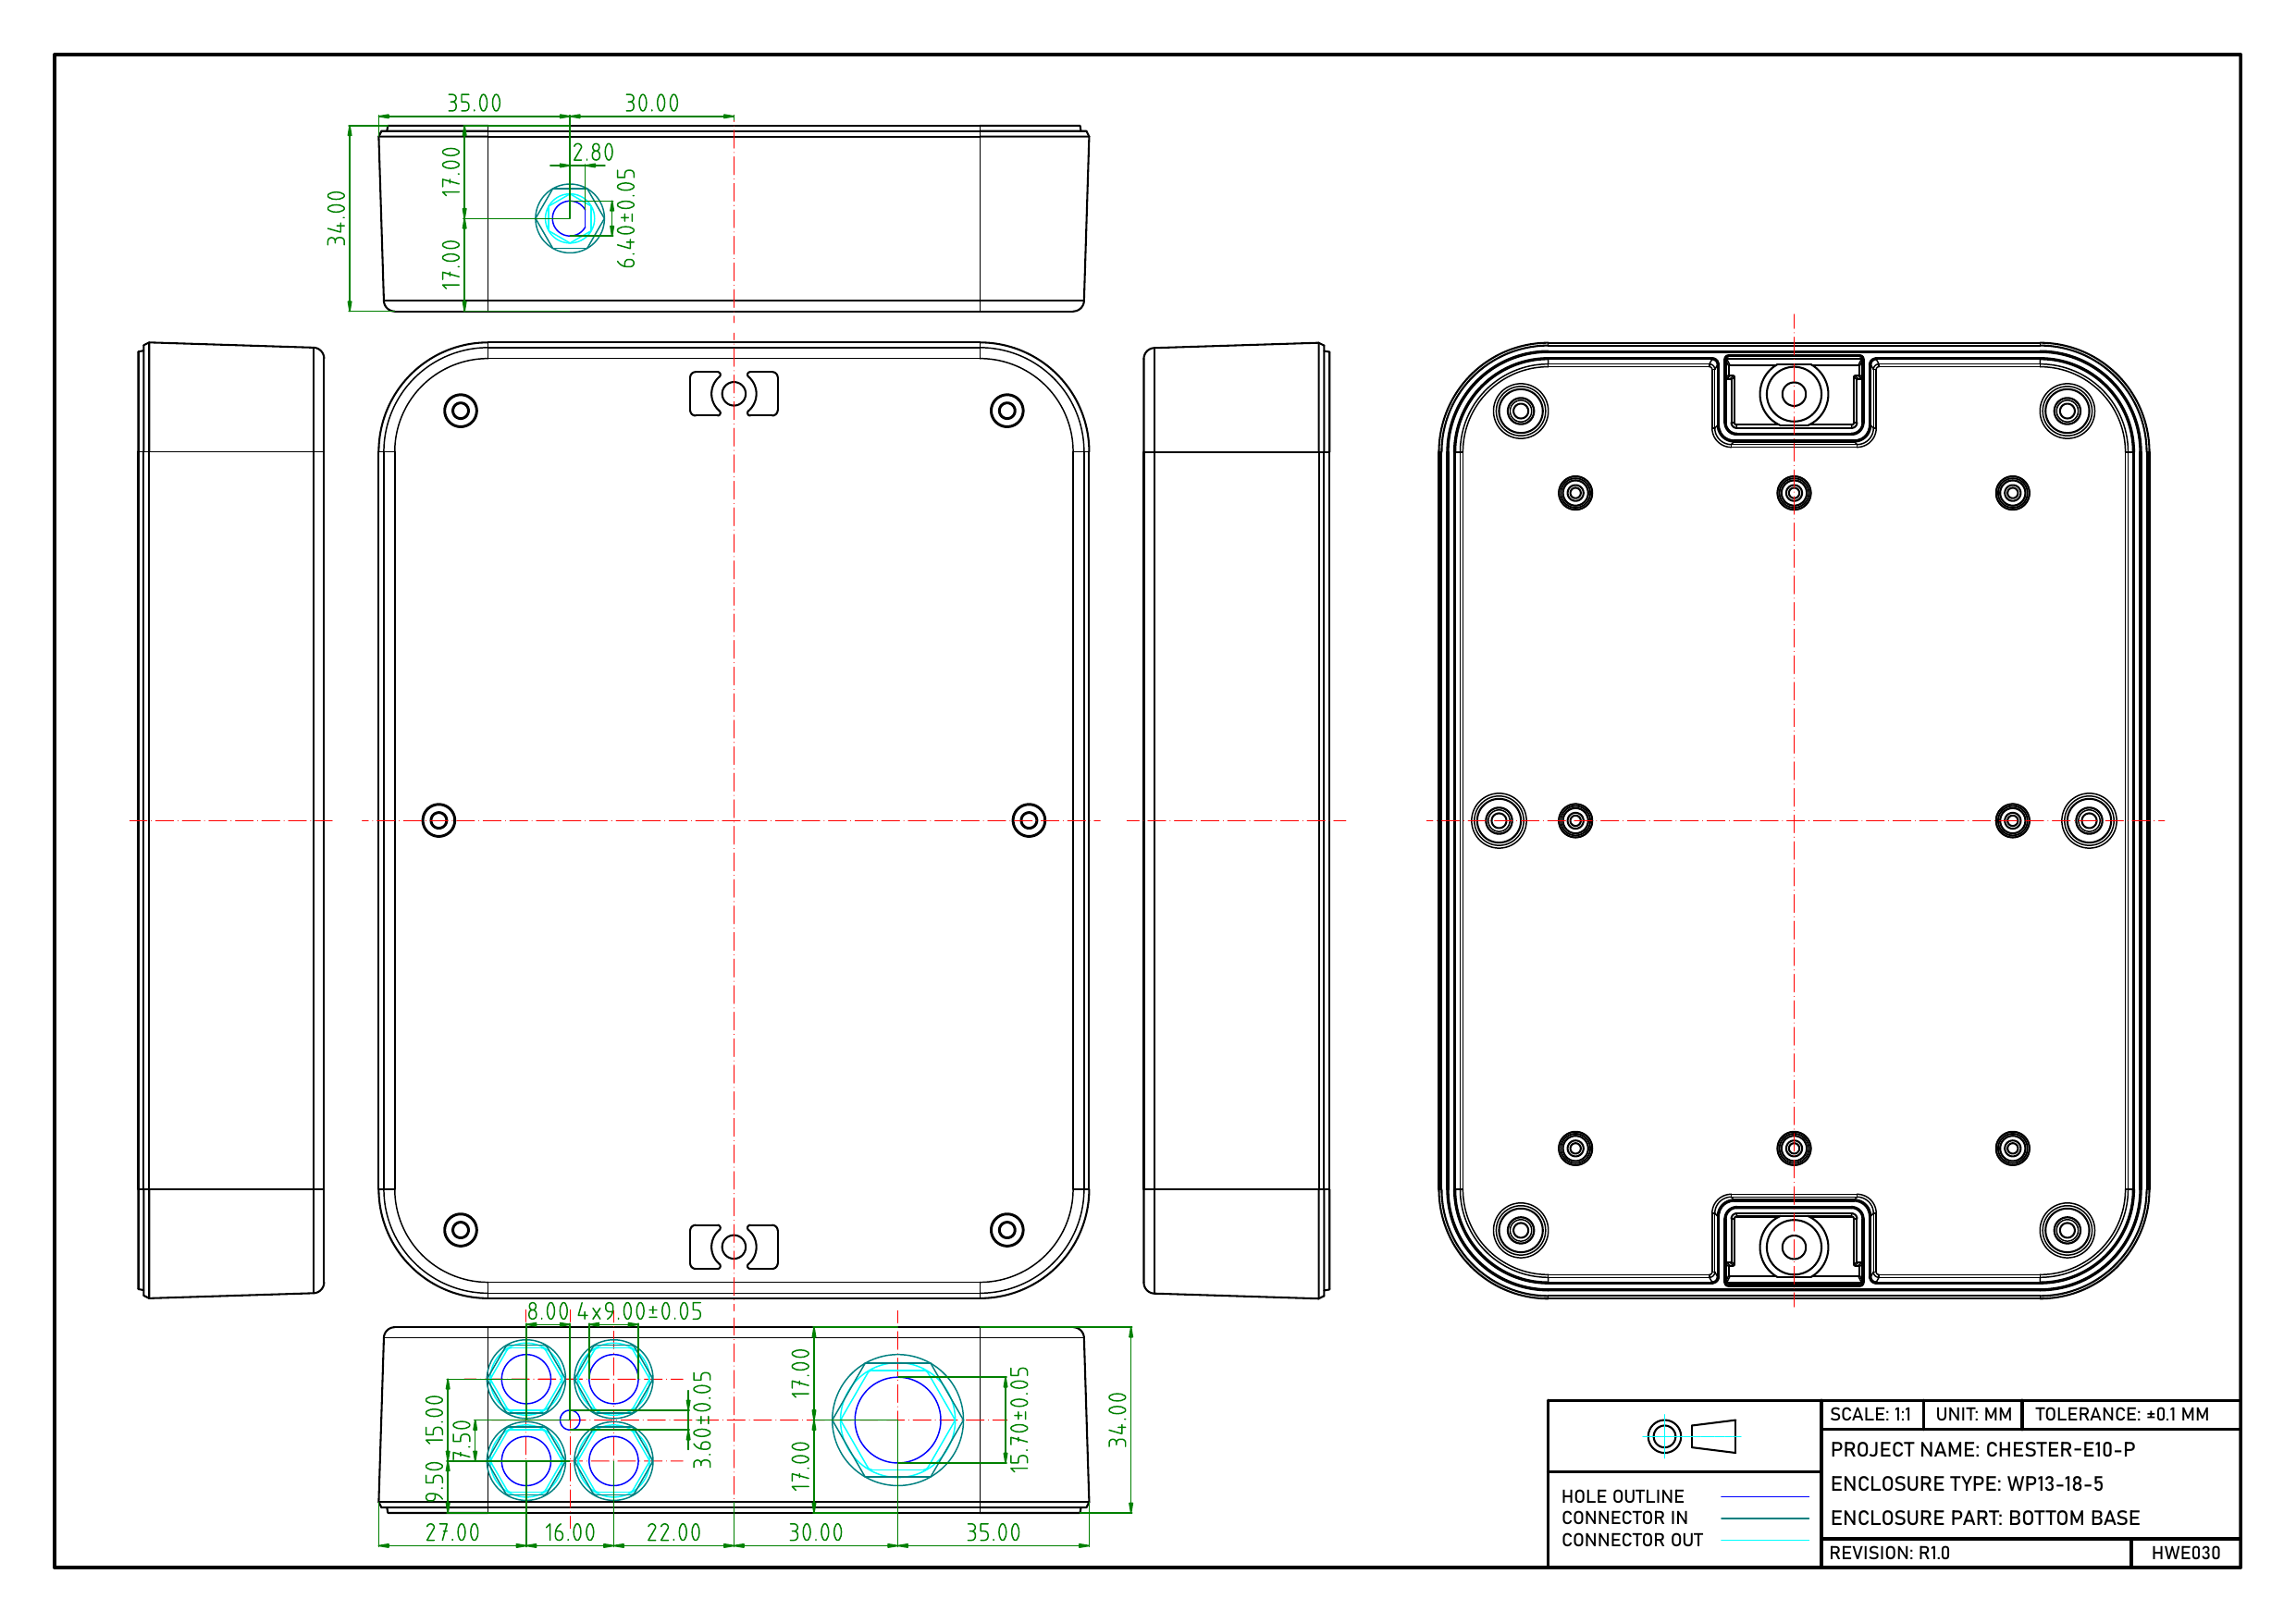 35.00
30.00
2.80
17.00
6.40±0.05
34.00
17.00
8.00
4x9.00±0.05
17.00
15.00
7.50
3.60±0.05
15.70±0.05
34.00
9.50
17.00
27.00
16.00
22.00
30.00
35.00
SCALE: 1:1
UNIT: MM
TOLERANCE: ±0.1 MM
PROJECT NAME: CHESTER-E10-P
ENCLOSURE TYPE: WP13-18-5
ENCLOSURE PART: BOTTOM BASE
HOLE OUTLINE
CONNECTOR IN
CONNECTOR OUT
REVISION: R1.0
HWE030